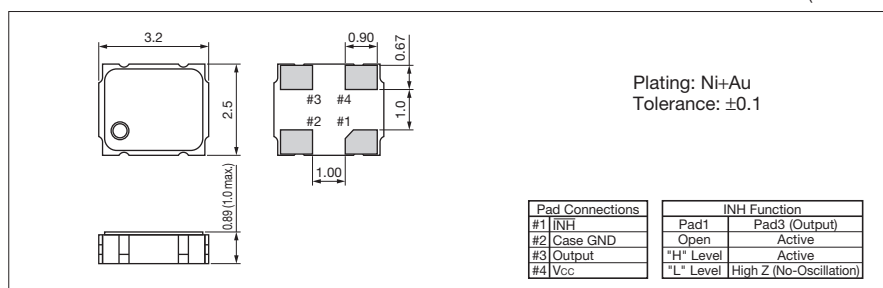 3.2
0.90
0.67
2.5
#3 #4
#2 #1
1.0
1.00
0.89 (1.0 max.)
Plating: Ni+Au
Tolerance: ±0.1
Pad Connections
#1 INH
#2 Case GND
#3 Output
#4 Vcc
INH Function
Pad1 Pad3 (Output)
Open Active
"H" Level Active
"L" Level High Z (No-Oscillation)